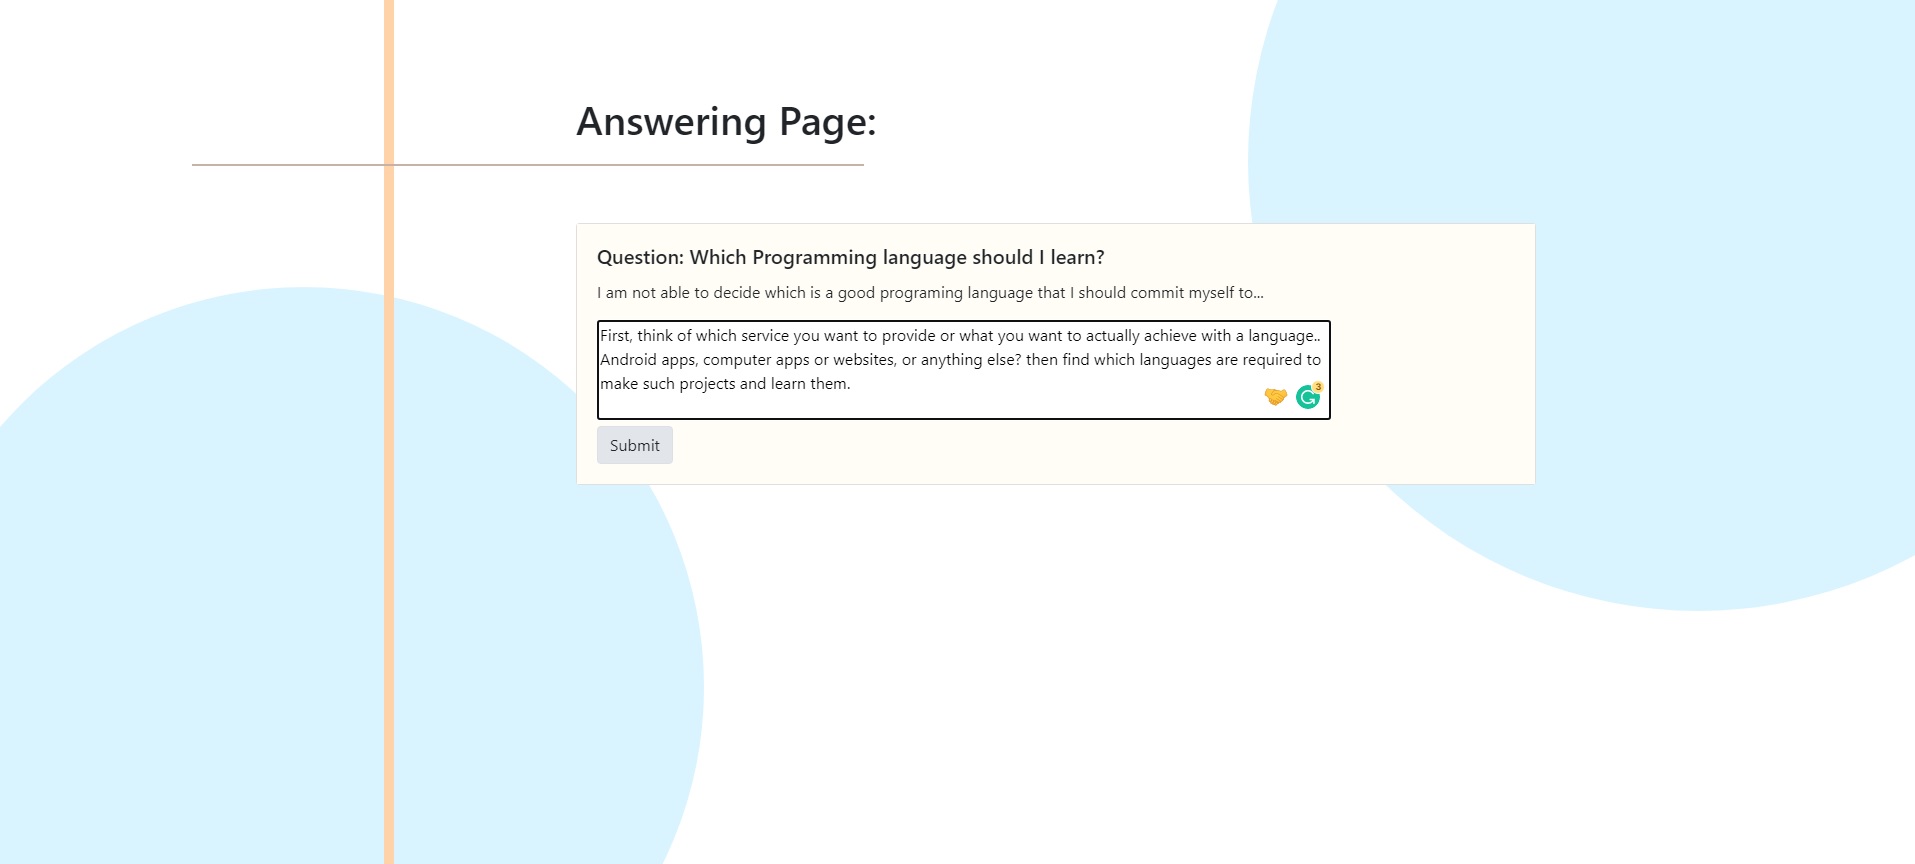 Answering Page:
Question: Which Programming language should I learn?
I am not able to decide which is a good programing language that I should commit myself to...
First, think of which service you want to provide or what you want to actually achieve with a language..
Android apps, computer apps or websites, or anything else? then find which languages are required to
make such projects and learn them.
3
Submit